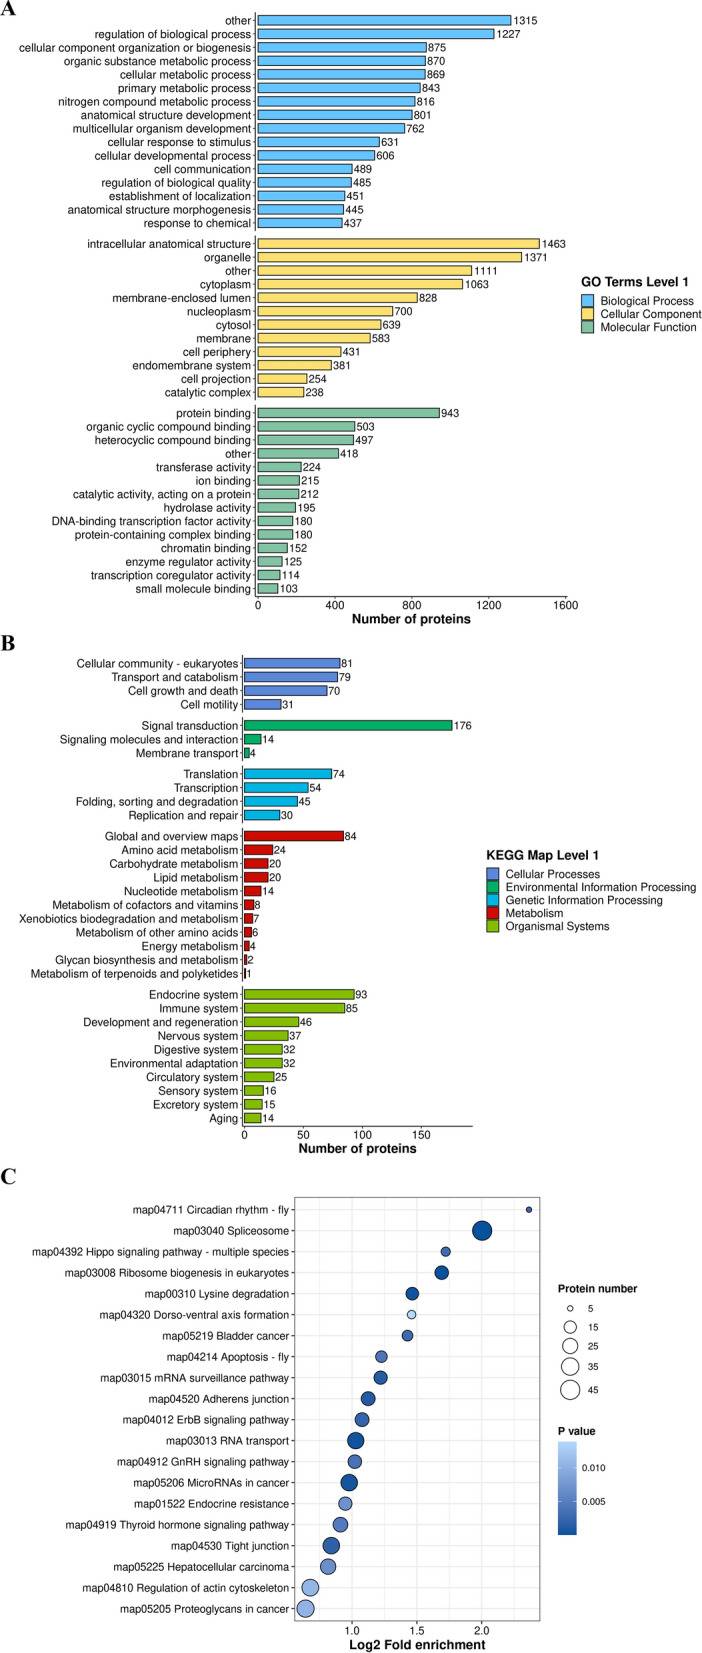 A
other 1315
regulation of biological process 1227
cellular component organization or biogenesis 875
organic substance metabolic process 870
cellular metabolic process 869
primary metabolic process 843
nitrogen compound metabolic process 816
anatomical structure development 801
multicellular organism development 762
cellular response to stimulus 631
cellular developmental process 606
cell communication 489
regulation of biological quality 485
establishment of localization 451
anatomical structure morphogenesis 445
response to chemical 437
intracellular anatomical structure 1463
organelle 1371
other 1111
cytoplasm 1063
membrane-enclosed lumen 828
nucleoplasm 700
cytosol 639
membrane 583
cell periphery 431
endomembrane system 381
cell projection 254
catalytic complex 238
protein binding 943
organic cyclic compound binding 503
heterocyclic compound binding 497
other 418
transferase activity 224
ion binding 215
catalytic activity, acting on a protein 212
hydrolase activity 195
DNA-binding transcription factor activity 180
protein-containing complex binding 180
chromatin binding 152
enzyme regulator activity 125
transcription coregulator activity 114
small molecule binding 103
0 400 800 1200 1600
Number of proteins
GO Terms Level 1
Biological Process
Cellular Component
Molecular Function
B
Cellular community - eukaryotes 81
Transport and catabolism 79
Cell growth and death 70
Cell motility 31
Signal transduction 176
Signaling molecules and interaction 14
Membrane transport 4
Translation 74
Transcription 54
Folding, sorting and degradation 45
Replication and repair 30
Global and overview maps 84
Amino acid metabolism 24
Carbohydrate metabolism 20
Lipid metabolism 20
Nucleotide metabolism 14
Metabolism of cofactors and vitamins 8
Xenobiotics biodegradation and metabolism 7
Metabolism of other amino acids 6
Energy metabolism 4
Glycan biosynthesis and metabolism 2
Metabolism of terpenoids and polyketides 1
Endocrine system 93
Immune system 85
Development and regeneration 46
Nervous system 37
Digestive system 32
Environmental adaptation 32
Circulatory system 25
Sensory system 16
Excretory system 15
Aging 14
0 50 100 150
Number of proteins
KEGG Map Level 1
Cellular Processes
Environmental Information Processing
Genetic Information Processing
Metabolism
Organismal Systems
C
map04711 Circadian rhythm - fly
map03040 Spliceosome
map04392 Hippo signaling pathway - multiple species
map03008 Ribosome biogenesis in eukaryotes
map00310 Lysine degradation
map04320 Dorso-ventral axis formation
map05219 Bladder cancer
map04214 Apoptosis - fly
map03015 mRNA surveillance pathway
map04520 Adherens junction
map04012 ErbB signaling pathway
map03013 RNA transport
map04912 GnRH signaling pathway
map05206 MicroRNAs in cancer
map01522 Endocrine resistance
map04919 Thyroid hormone signaling pathway
map04530 Tight junction
map05225 Hepatocellular carcinoma
map04810 Regulation of actin cytoskeleton
map05205 Proteoglycans in cancer
1.0 1.5 2.0
Log2 Fold enrichment
Protein number
5
15
25
35
45
P value
0.010
0.005